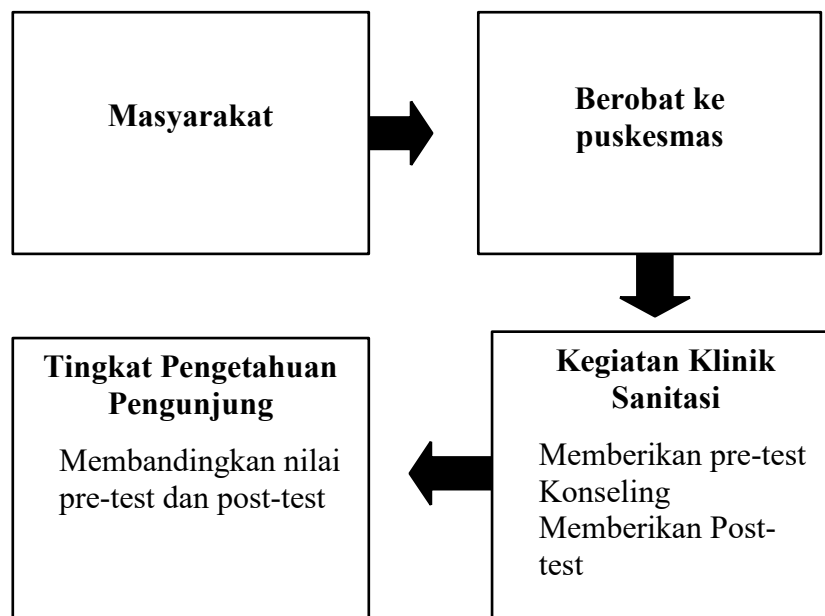 Masyarakat
Berobat ke
puskesmas
Kegiatan Klinik
Sanitasi
Memberikan pre-test
Konseling
Memberikan Post-
test
Tingkat Pengetahuan
Pengunjung
Membandingkan nilai
pre-test dan post-test